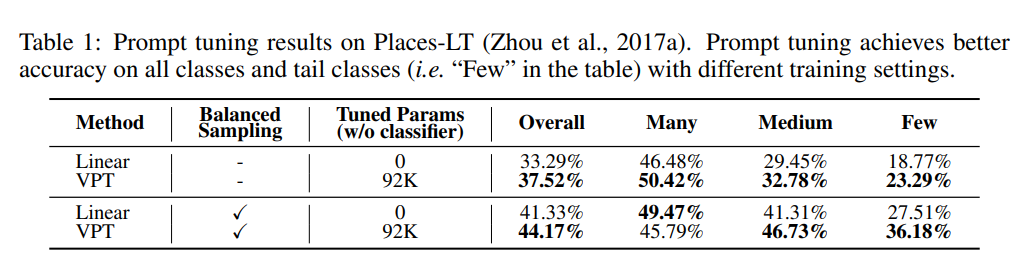 Table 1: Prompt tuning results on Places-LT (Zhou et al., 2017a). Prompt tuning achieves better
accuracy on all classes and tail classes (i.e. “Few” in the table) with different training settings.
Method | Balanced Sampling | Tuned Params (w/o classifier) | Overall | Many | Medium | Few
Linear | - | 0 | 33.29% | 46.48% | 29.45% | 18.77%
VPT | - | 92K | 37.52% | 50.42% | 32.78% | 23.29%
Linear | ✓ | 0 | 41.33% | 49.47% | 41.31% | 27.51%
VPT | ✓ | 92K | 44.17% | 45.79% | 46.73% | 36.18%